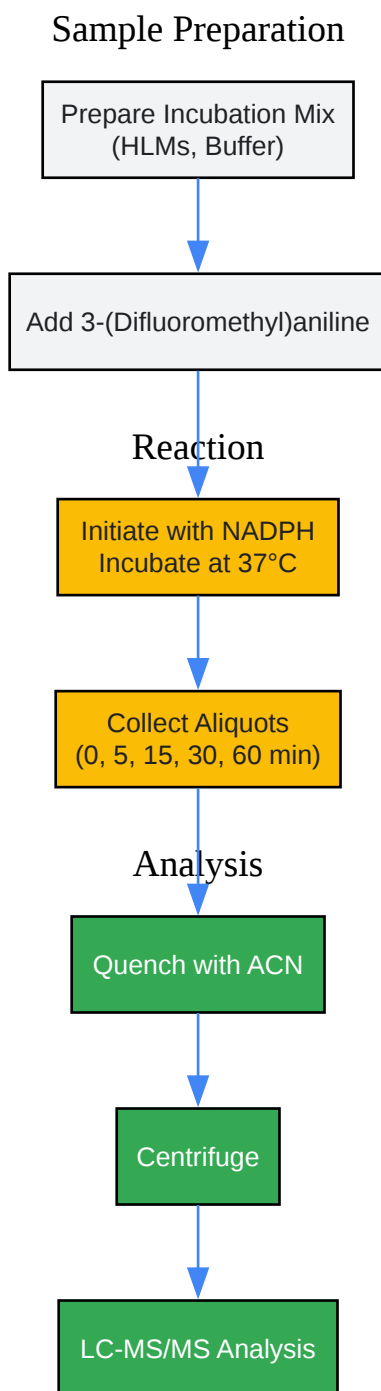 Sample Preparation
Prepare Incubation Mix
(HLMs, Buffer)
Add 3-(Difluoromethyl)aniline
Reaction
Initiate with NADPH
Incubate at 37°C
Collect Aliquots
(0, 5, 15, 30, 60 min)
Analysis
Quench with ACN
Centrifuge
LC-MS/MS Analysis